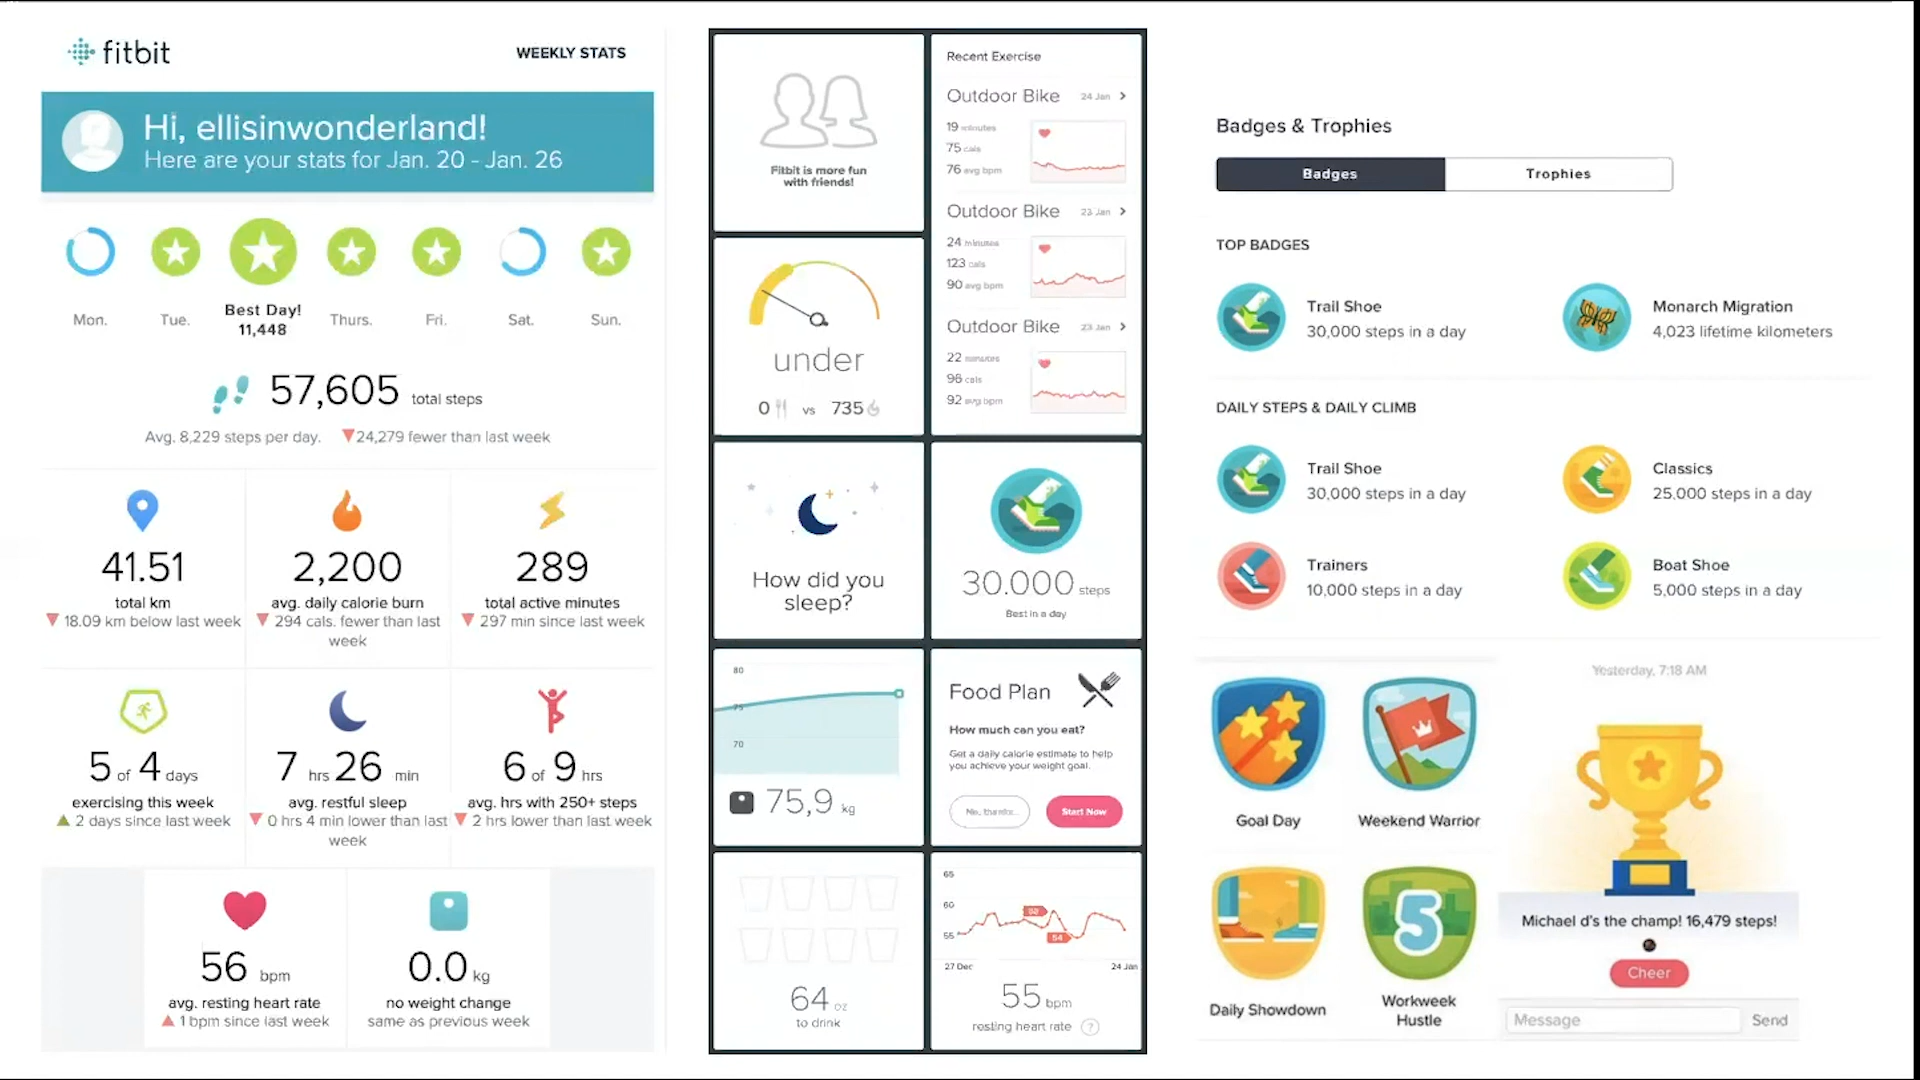 fitbit
WEEKLY STATS
Hi, ellisinwonderland!
Here are your stats for Jan. 20 - Jan. 26
Mon.
Tue.
Best Day!
11,448
Thurs.
Fri.
Sat.
Sun.
57,605 total steps
Avg. 8,229 steps per day. 24,279 fewer than last week
41.51
total km
18.09 km below last week
2,200
avg. daily calorie burn
294 cals. fewer than last
week
289
total active minutes
297 min since last week
5 of 4 days
exercising this week
2 days since last week
7 hrs 26 min
avg. restful sleep
0 hrs 4 min lower than last
week
6 of 9 hrs
avg. hrs with 250+ steps
2 hrs lower than last week
56 bpm
avg. resting heart rate
1 bpm since last week
0.0 kg
no weight change
same as previous week
Fitbit is more fun
with friends!
Recent Exercise
Outdoor Bike 24 Jan
19 minutes
75 cals
76 avg bpm
Outdoor Bike 23 Jan
24 minutes
123 cals
90 avg bpm
Outdoor Bike 23 Jan
22 minutes
96 cals
92 avg bpm
under
0 vs 735
How did you
sleep?
30.000 steps
Best in a day
80
75
70
75,9 kg
Food Plan
How much can you eat?
Get a daily calorie estimate to help
you achieve your weight goal.
No, thanks...
Start Now
64 oz
to drink
65
60
55
54
27 Dec
24 Jan
55 bpm
resting heart rate ?
Badges & Trophies
Badges
Trophies
TOP BADGES
Trail Shoe
30,000 steps in a day
Monarch Migration
4,023 lifetime kilometers
DAILY STEPS & DAILY CLIMB
Trail Shoe
30,000 steps in a day
Classics
25.000 steps in a day
Trainers
10,000 steps in a day
Boat Shoe
5,000 steps in a day
Goal Day
Weekend Warrior
Daily Showdown
5
Workweek
Hustle
Yesterday, 7:18 AM
Michael d's the champ! 16,479 steps!
Cheer
Message
Send